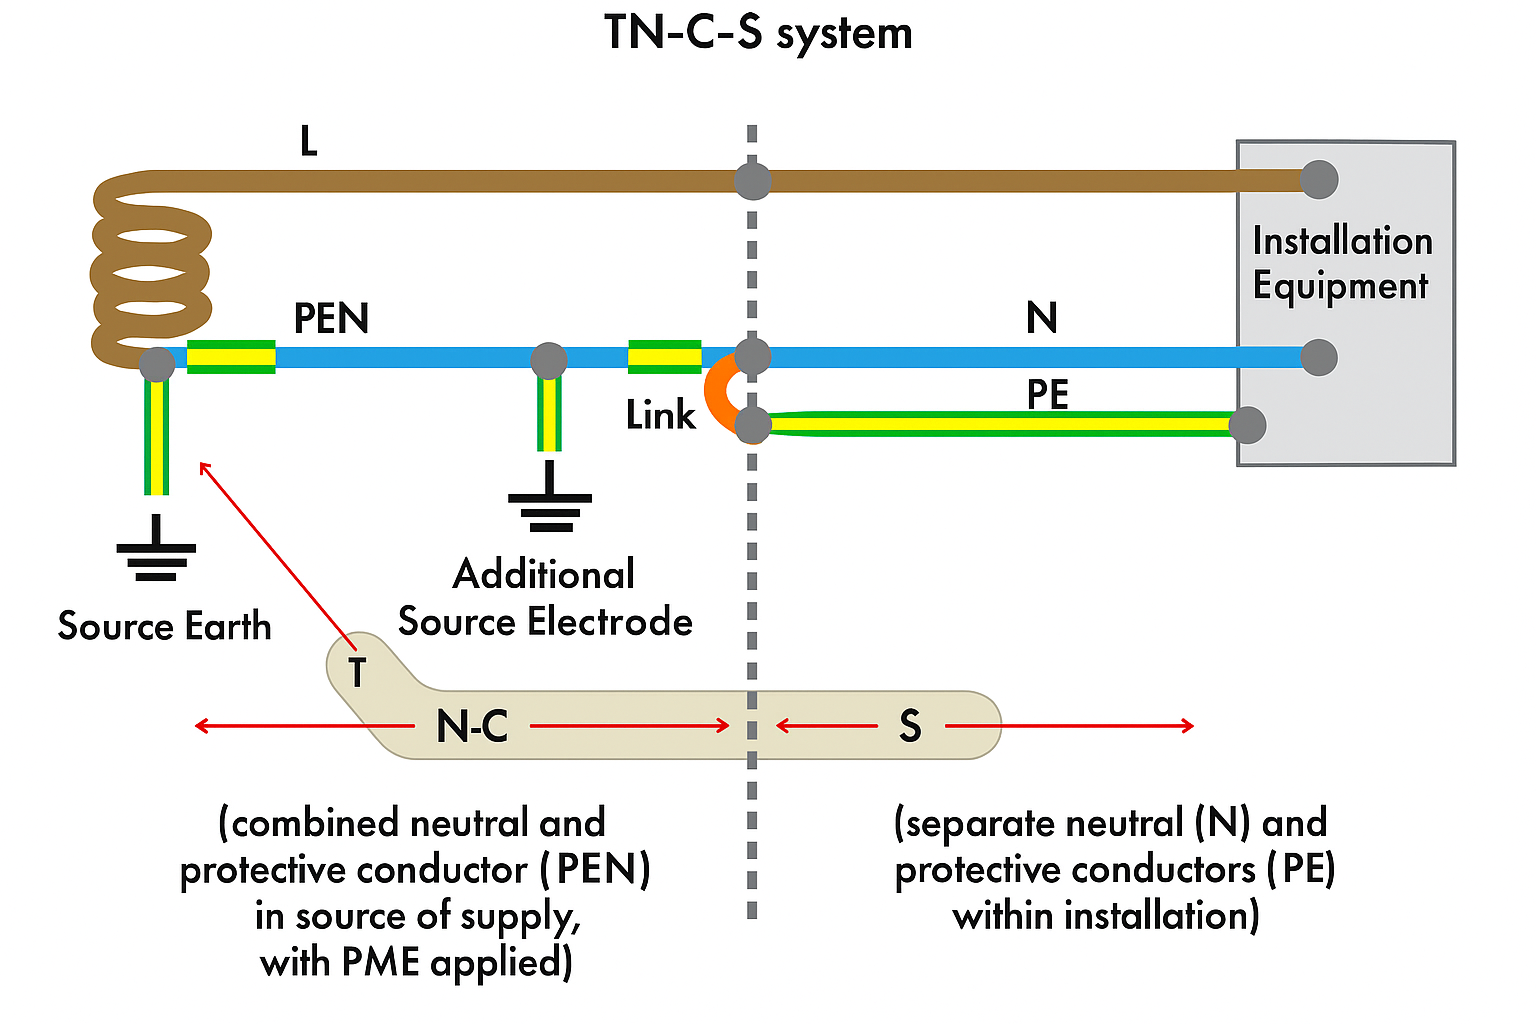 TN-C-S system
L
PEN
N
Installation
Equipment
PE
Link
Additional
Source Electrode
Source Earth
T
N-C
S
(combined neutral and
protective conductor (PEN)
in source of supply,
with PME applied)
(separate neutral (N) and
protective conductors (PE)
within installation)